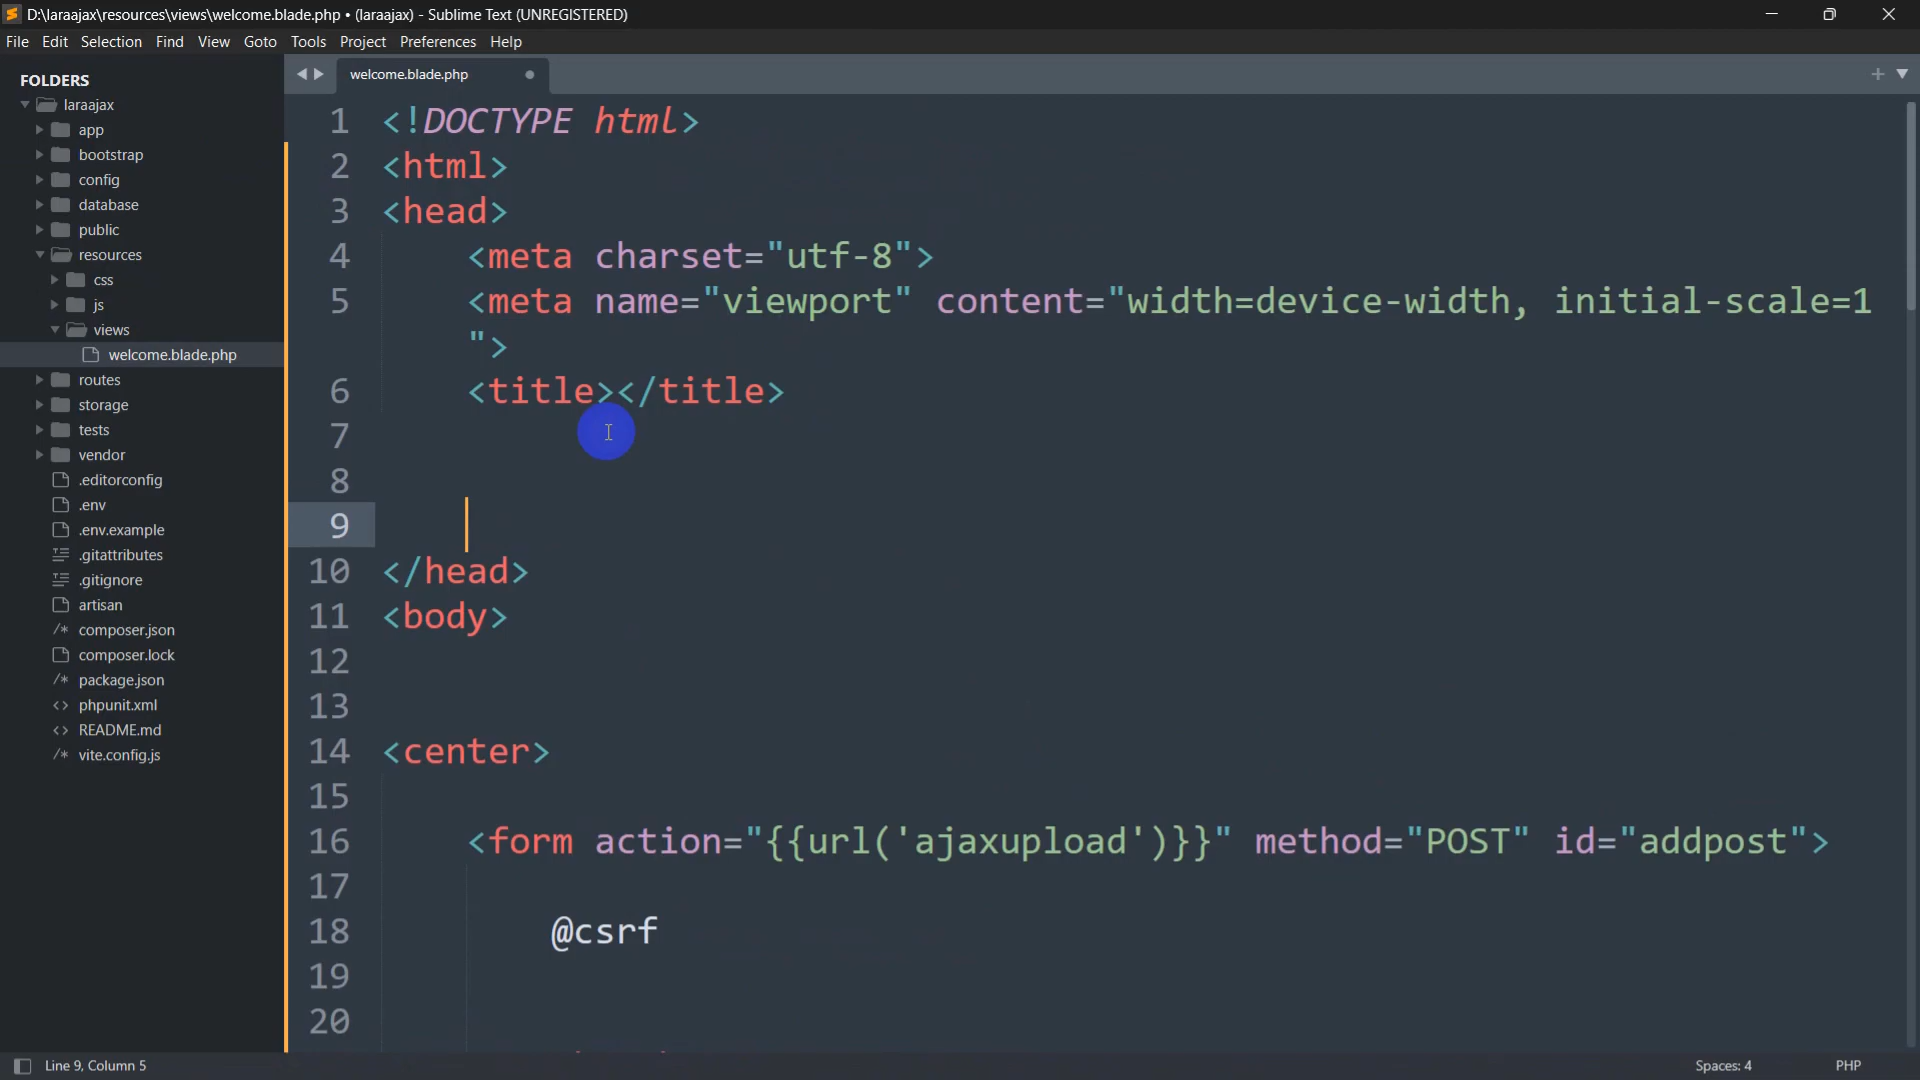 D:\laraajax\resources\views\welcome.blade.php • (laraajax) - Sublime Text (UNREGISTERED)
File Edit Selection Find View Goto Tools Project Preferences Help
FOLDERS
laraajax
app
bootstrap
config
database
public
resources
css
js
views
welcome.blade.php
routes
storage
tests
vendor
.editorconfig
.env
.env.example
.gitattributes
.gitignore
artisan
composer.json
composer.lock
package.json
phpunit.xml
README.md
vite.config.js
welcome.blade.php
1 <!DOCTYPE html>
2 <html>
3 <head>
4     <meta charset="utf-8">
5     <meta name="viewport" content="width=device-width, initial-scale=1
">
6     <title></title>
7
8
9
10 </head>
11 <body>
12
13
14 <center>
15
16     <form action="{{url('ajaxupload')}}" method="POST" id="addpost">
17
18         @csrf
19
20
Line 9, Column 5
Spaces: 4
PHP